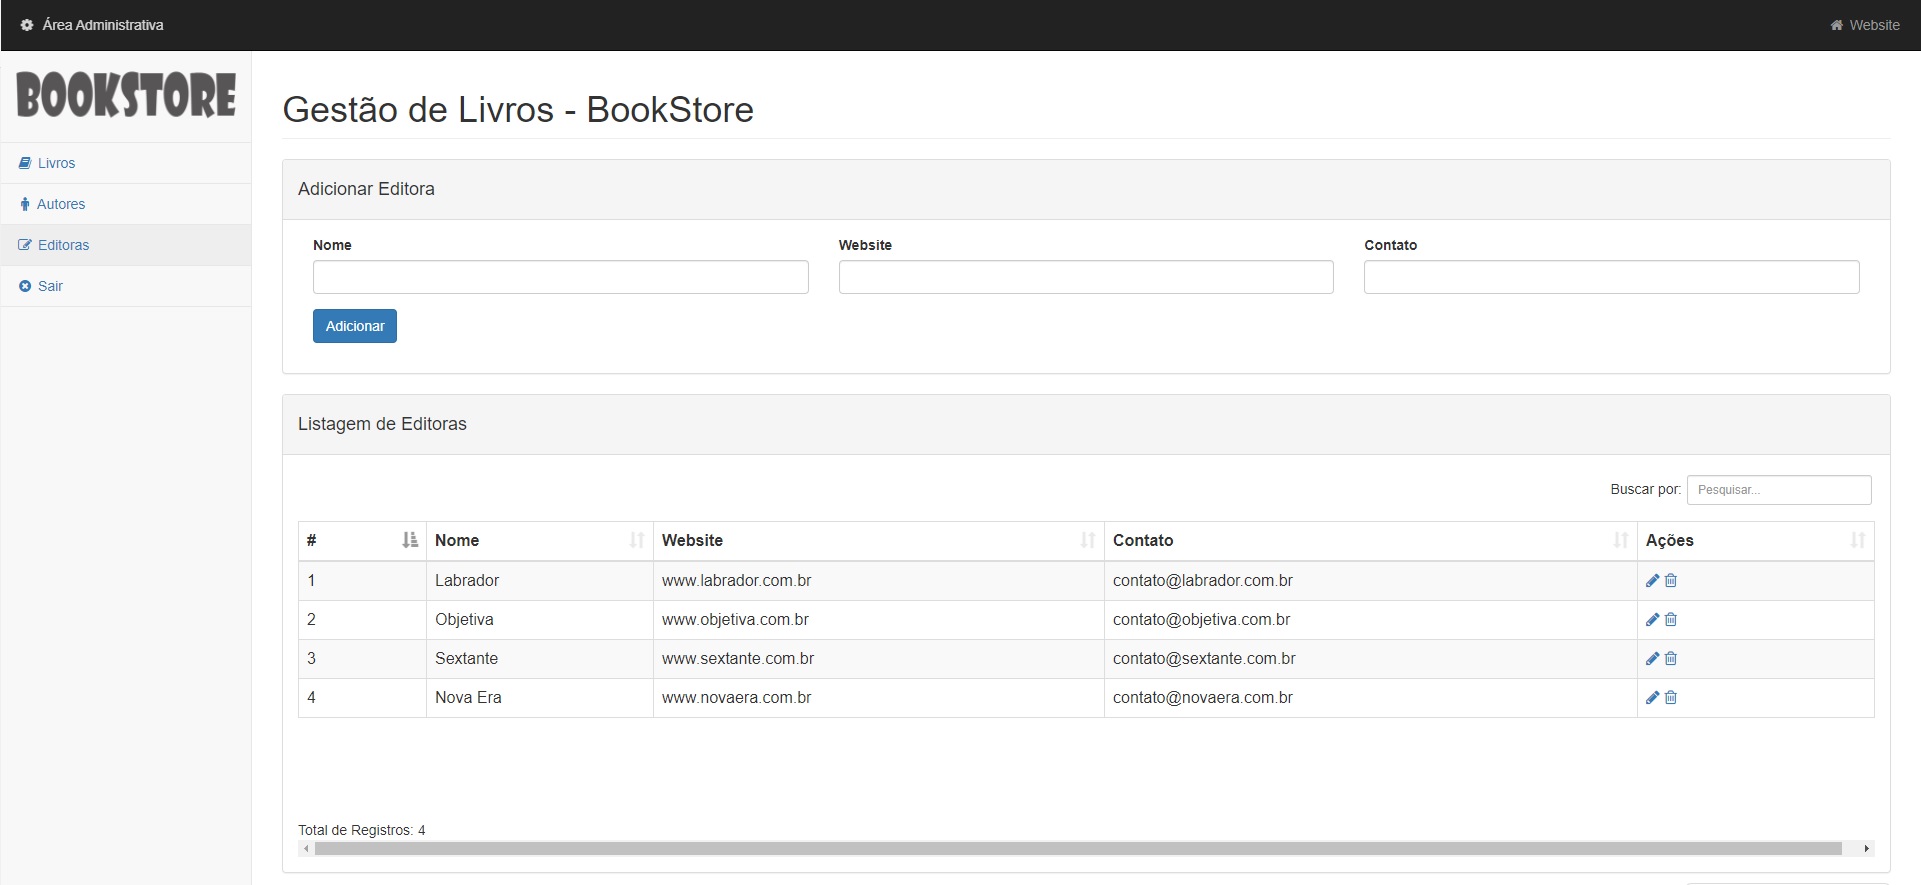 Área Administrativa
Website
BOOKSTORE
Livros
Autores
Editoras
Sair
Gestão de Livros - BookStore
Adicionar Editora
Nome Website Contato
Adicionar
Listagem de Editoras
Buscar por: Pesquisar...
# Nome Website Contato Ações
1 Labrador www.labrador.com.br contato@labrador.com.br
2 Objetiva www.objetiva.com.br contato@objetiva.com.br
3 Sextante www.sextante.com.br contato@sextante.com.br
4 Nova Era www.novaera.com.br contato@novaera.com.br
Total de Registros: 4